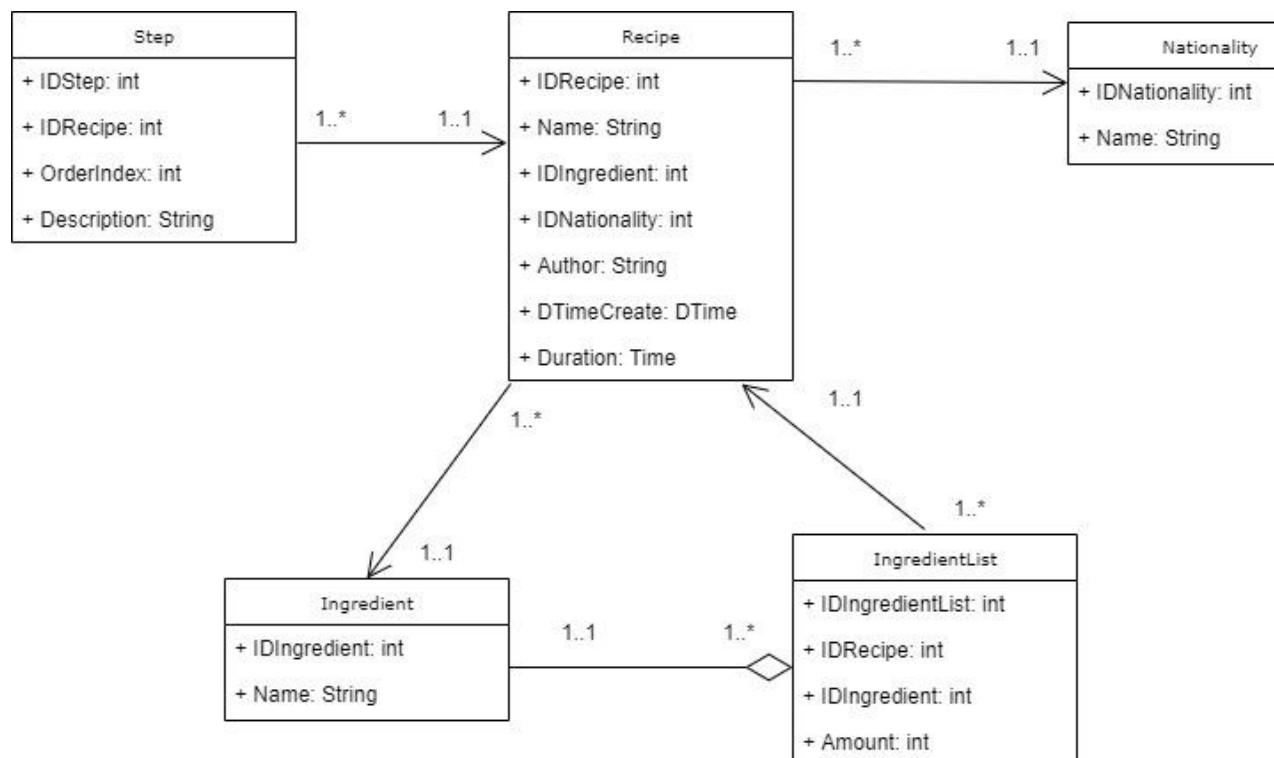 Step
+ IDStep: int
+ IDRecipe: int
+ OrderIndex: int
+ Description: String
1..*
1..1
Recipe
+ IDRecipe: int
+ Name: String
+ IDIngredient: int
+ IDNationality: int
+ Author: String
+ DTimeCreate: DTime
+ Duration: Time
1..*
1..1
Nationality
+ IDNationality: int
+ Name: String
1..*
1..1
1..1
1..*
Ingredient
+ IDIngredient: int
+ Name: String
1..1
1..*
IngredientList
+ IDIngredientList: int
+ IDRecipe: int
+ IDIngredient: int
+ Amount: int